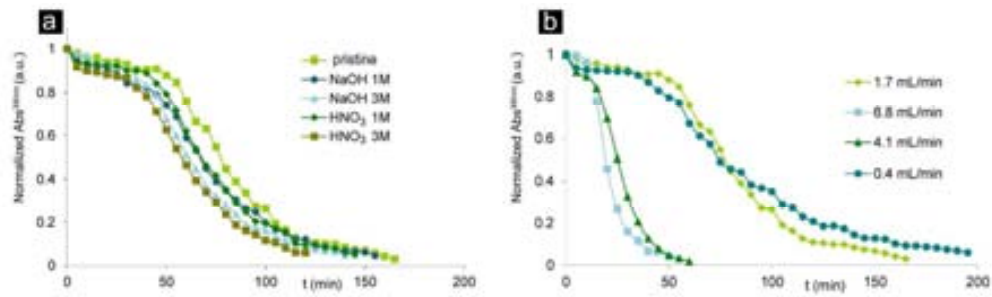 a
Normalized Abs (a.u.)
1
0.8
0.6
0.4
0.2
0
0
50
100
150
200
t (min)
pristina
NaOH 1M
NaOH 3M
HNO₃ 1M
HNO₃ 3M
b
Normalized Abs (a.u.)
1
0.8
0.6
0.4
0.2
0
0
50
100
150
200
t (min)
1.7 mL/min
6.8 mL/min
4.1 mL/min
0.4 mL/min